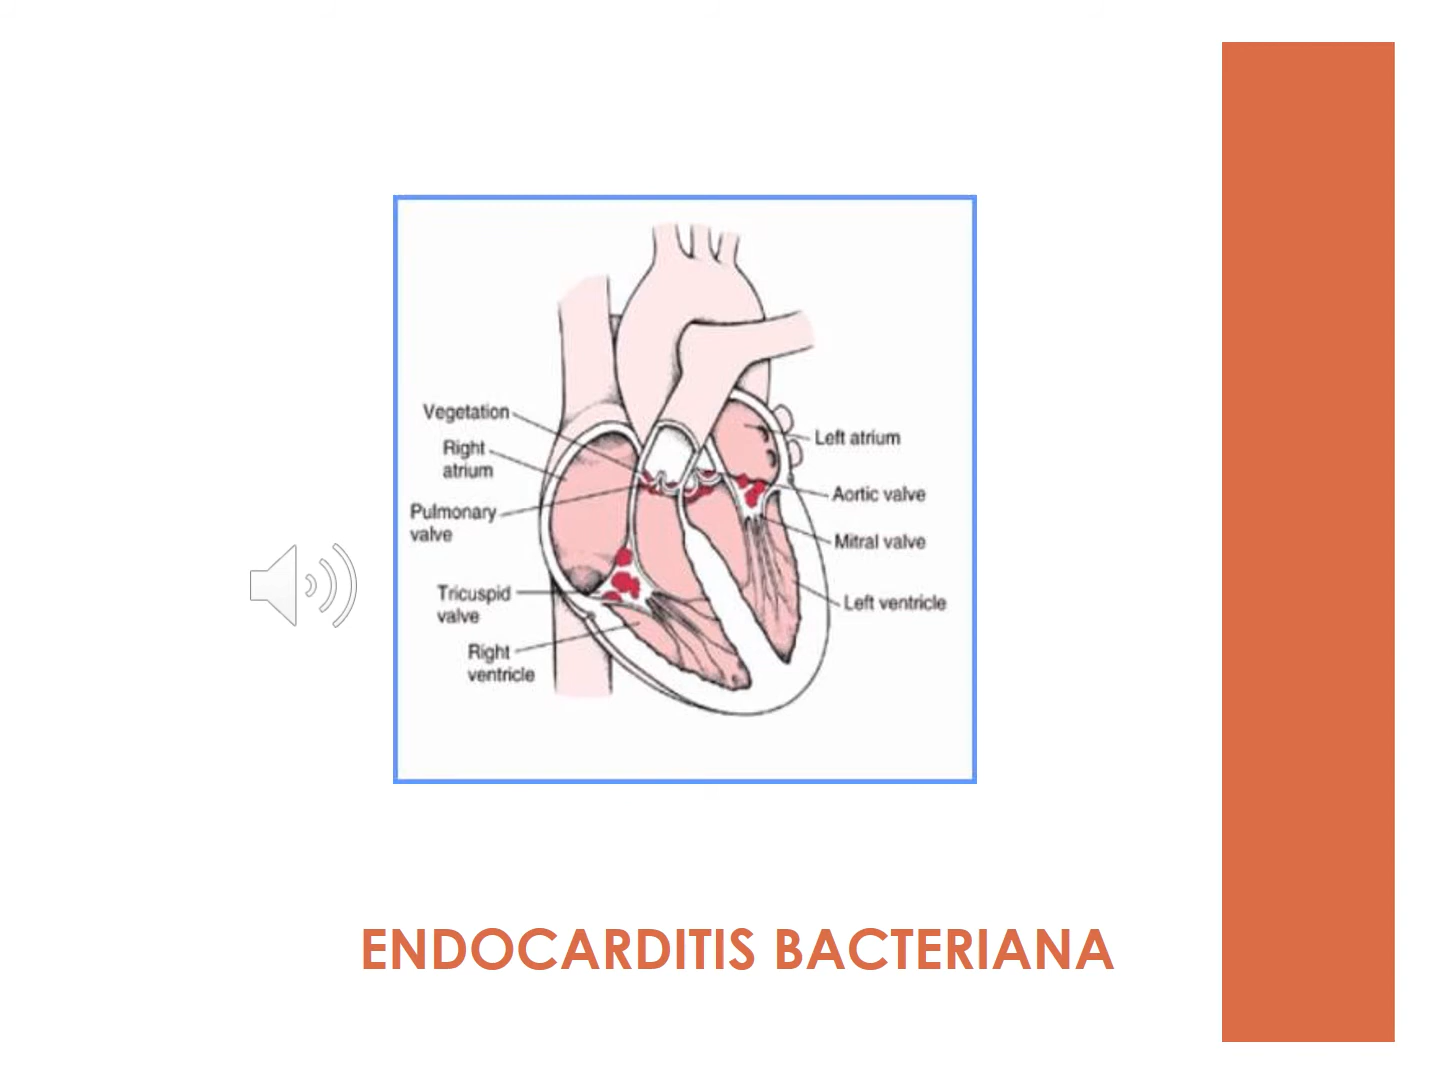 Vegetation
Right
atrium
Pulmonary
valve
Tricuspid
valve
Right
ventricle
Left atrium
Aortic valve
Mitral valve
Left ventricle
ENDOCARDITIS BACTERIANA